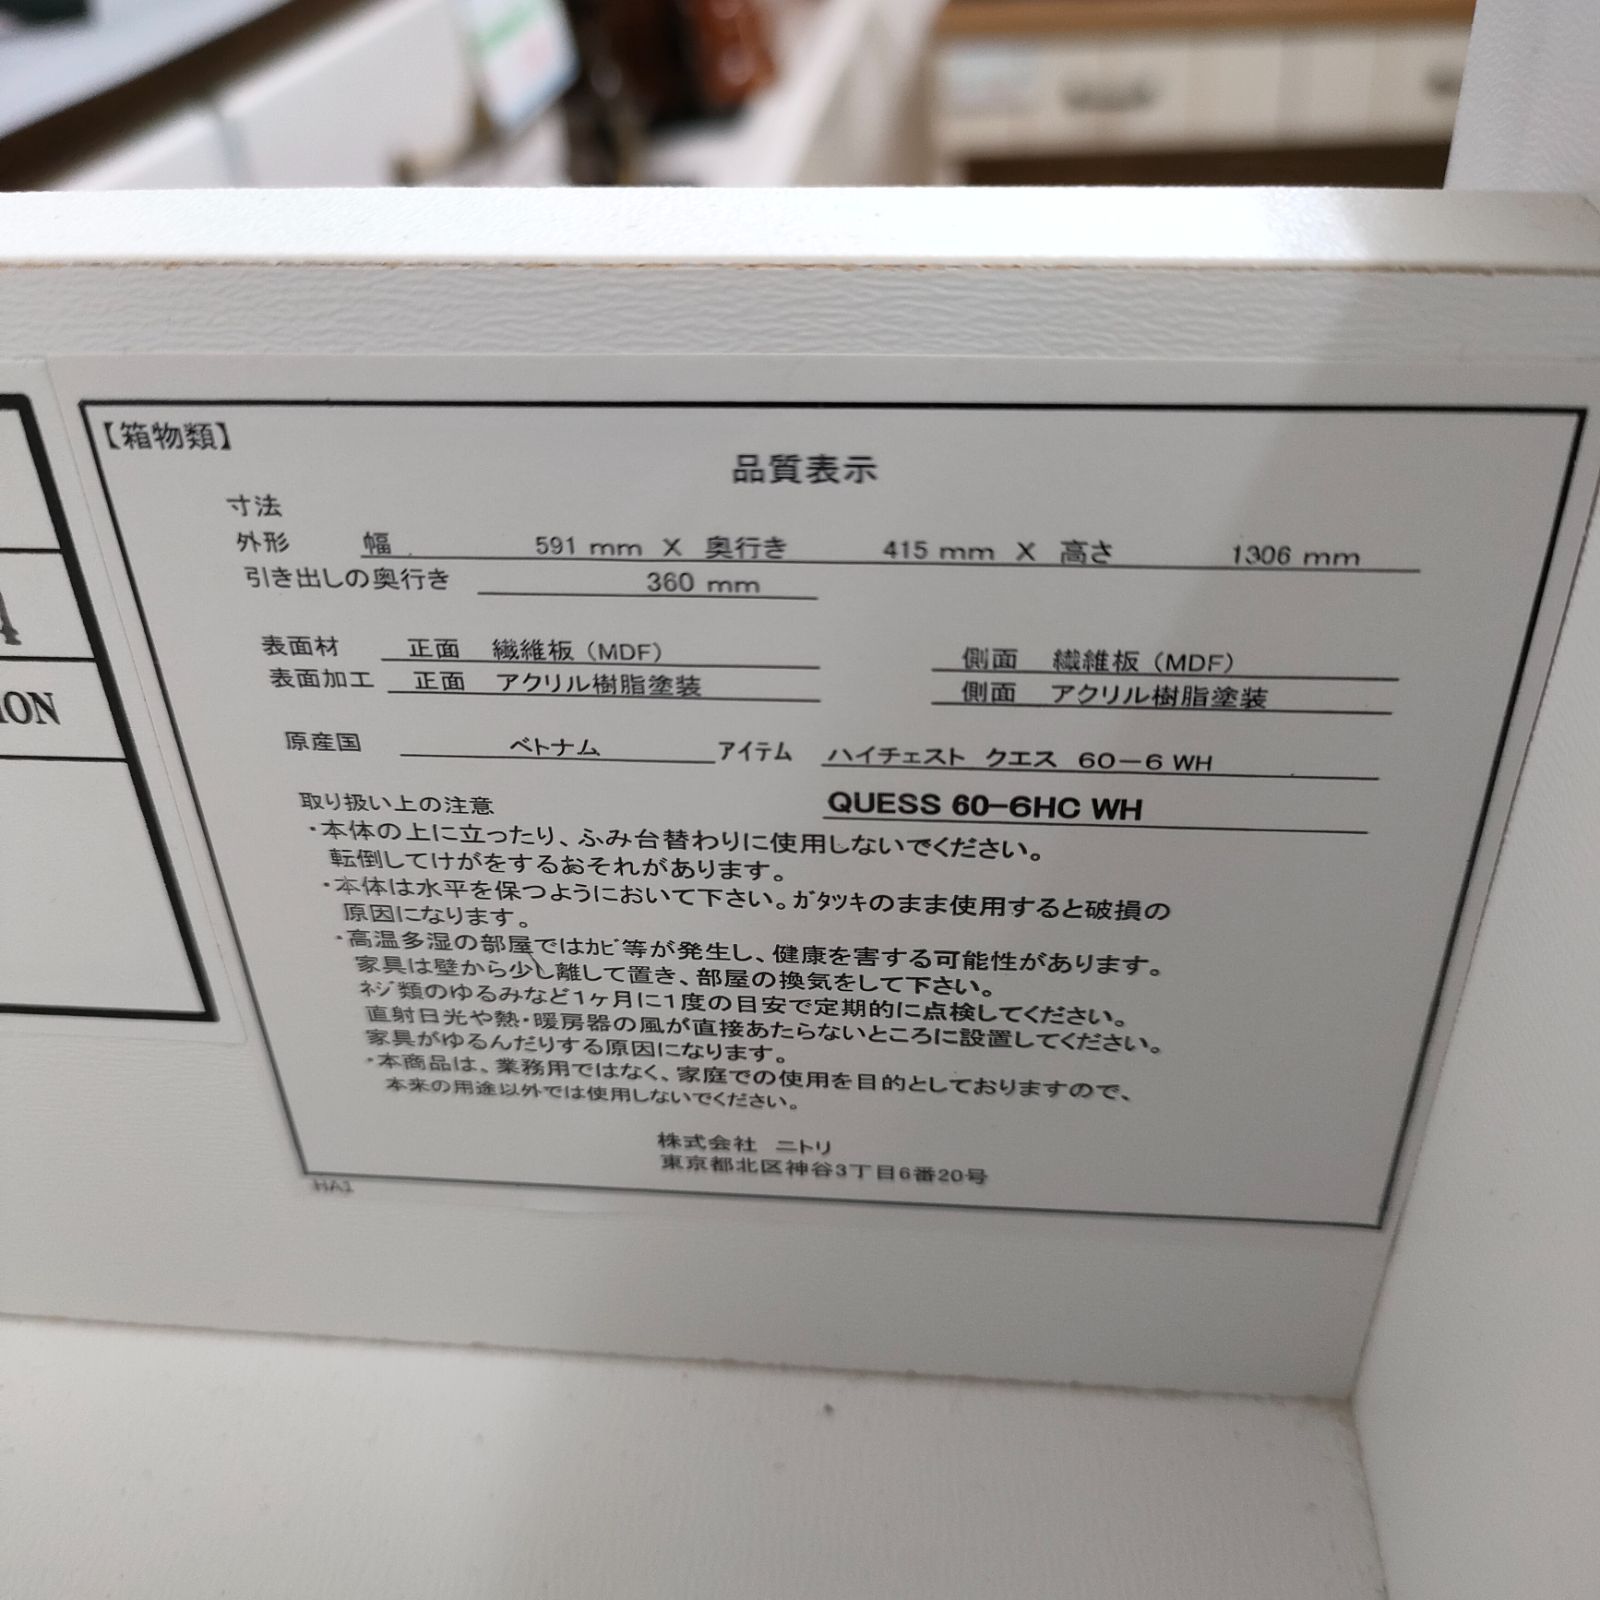 ION
【箱物類】
品質表示
寸法
外形 幅 591 mm X 奥行き 415 mm X 高さ 1306 mm
引き出しの奥行き 360 mm
表面材 正面 繊維板(MDF) 側面 繊維板(MDF)
表面加工 正面 アクリル樹脂塗装 側面 アクリル樹脂塗装
原産国 ベトナム アイテム ハイチェスト クエス 60-6 WH
QUESS 60-6HC WH
取り扱い上の注意
・本体の上に立ったり、ふみ台替わりに使用しないでください。
転倒してけがをするおそれがあります。
・本体は水平を保つようにおいて下さい。ｶﾞﾀﾂｷのまま使用すると破損の
原因になります。
・高温多湿の部屋ではｶﾋﾞ等が発生し、健康を害する可能性があります。
家具は壁から少し離して置き、部屋の換気をして下さい。
ﾈｼﾞ類のゆるみなど1ヶ月に1度の目安で定期的に点検してください。
直射日光や熱・暖房器の風が直接あたらないところに設置してください。
家具がゆるんだりする原因になります。
・本商品は、業務用ではなく、家庭での使用を目的としておりますので、
本来の用途以外では使用しないでください。
株式会社 ニトリ
東京都北区神谷3丁目6番20号
HA1